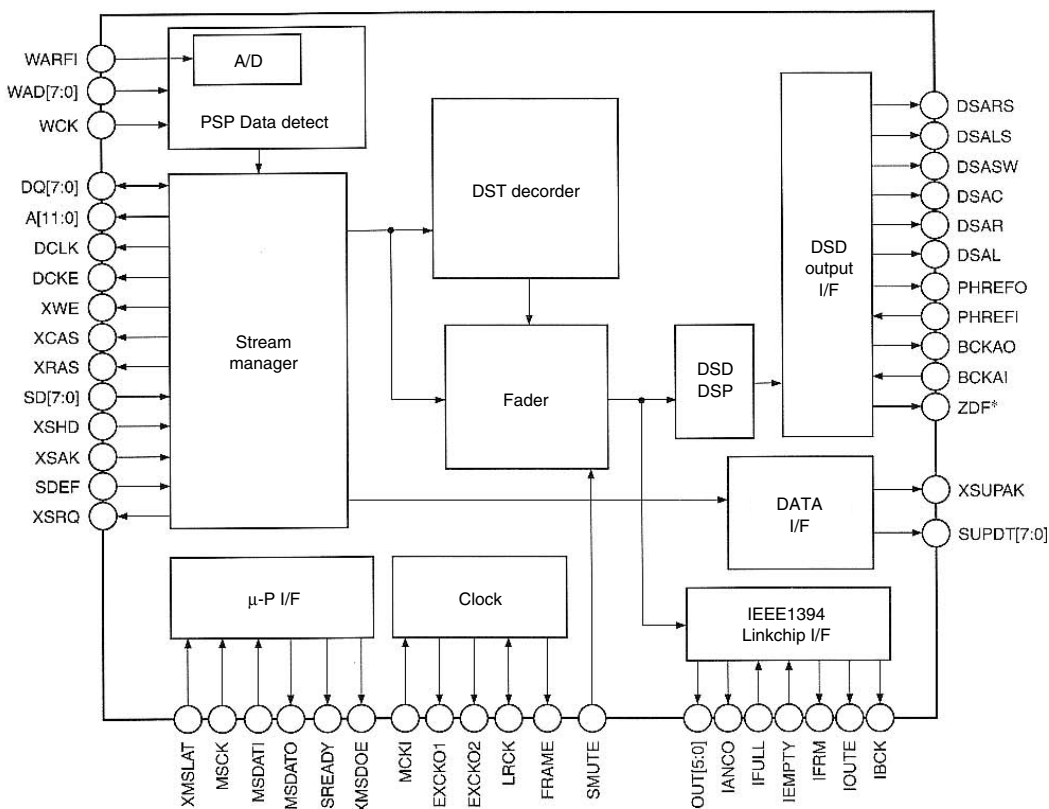 WARFI
WAD[7:0]
WCK
DQ[7:0]
A[11:0]
DCLK
DCKE
XWE
XCAS
XRAS
SD[7:0]
XSHD
XSAK
SDEF
XSRQ
A/D
PSP Data detect
Stream
manager
DST decorder
Fader
DSD
DSP
DSD
output
I/F
DATA
I/F
μ-P I/F
Clock
IEEE1394
Linkchip I/F
DSARS
DSALS
DSASW
DSAC
DSAR
DSAL
PHREFO
PHREFI
BCKAO
BCKAI
ZDF*
XSUPAK
SUPDT[7:0]
XMSLAT
MSCK
MSDATI
MSDATO
SREADY
XMSDOE
MCKI
EXCKO1
EXCKO2
LRCK
FRAME
SMUTE
OUT[5:0]
IANCO
IFULL
IEMPTY
IFRM
IOUTE
IBCK